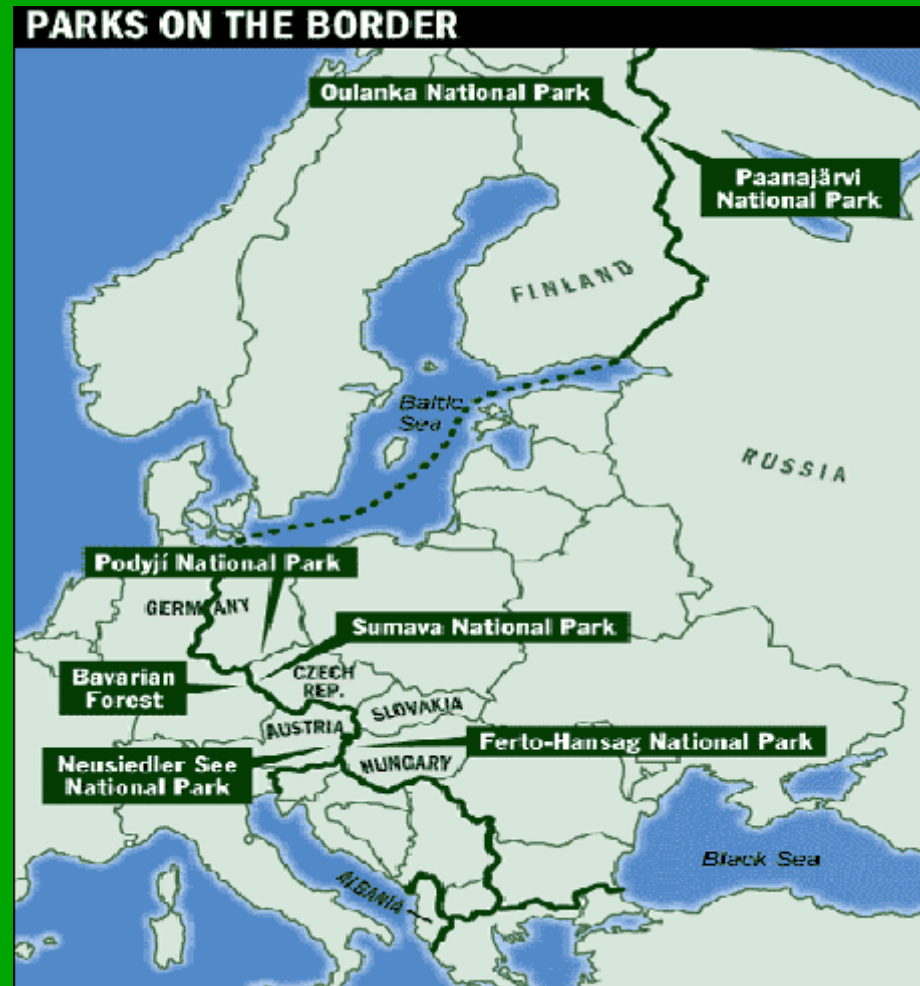 PARKS ON THE BORDER
Oulanka National Park
Paanajärvi
National Park
FINLAND
Baltic
Sea
RUSSIA
Podyjí National Park
GERMANY
Sumava National Park
Bavarian
Forest
CZECH
REP.
SLOVAKIA
AUSTRIA
Ferto-Hansag National Park
Neusiedler See
National Park
HUNGARY
Black Sea
ALBANIA